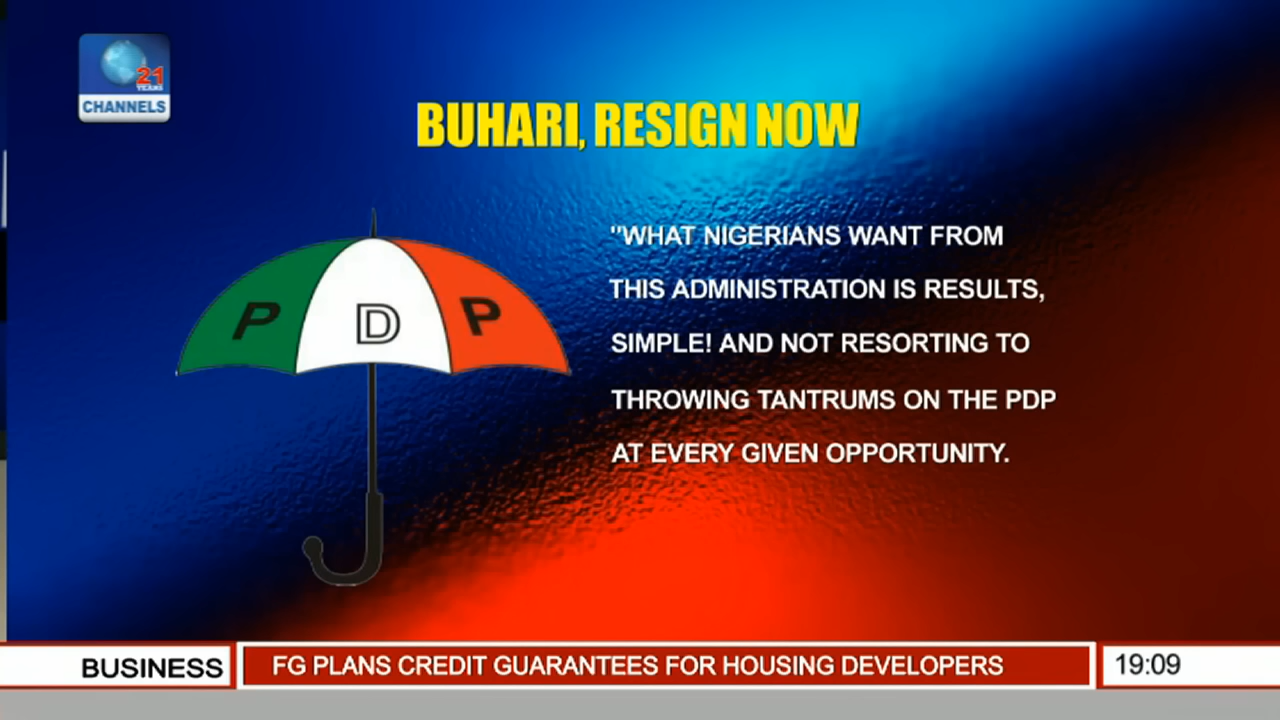 21
YEARS
CHANNELS
BUHARI, RESIGN NOW
P D P
"WHAT NIGERIANS WANT FROM
THIS ADMINISTRATION IS RESULTS,
SIMPLE! AND NOT RESORTING TO
THROWING TANTRUMS ON THE PDP
AT EVERY GIVEN OPPORTUNITY.
BUSINESS
FG PLANS CREDIT GUARANTEES FOR HOUSING DEVELOPERS
19:09